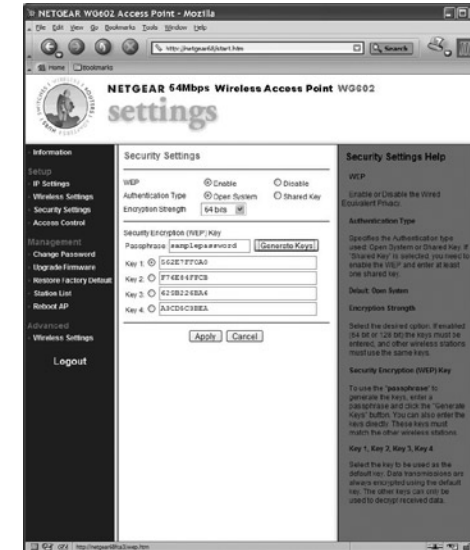 NETGEAR WG602 Access Point - Mozilla
File Edit View Go Bookmarks Tools Window Help
Search
Home Bookmarks
NETGEAR 54Mbps Wireless Access Point WG602
settings
Information
Setup
IP Settings
Wireless Settings
Security Settings
Access Control
Management
Change Password
Upgrade Firmware
Restore Factory Default
Station List
Reboot AP
Advanced
Wireless Settings
Logout
Security Settings
WEP Enable Disable
Authentication Type Open System Shared Key
Encryption Strength 64 bits
Security Encryption (WEP) Key
Passphrase: samplepassword Generate Keys
Key 1:
Key 2:
Key 3:
Key 4:
Apply Cancel
Security Settings Help
WEP
Enable or Disable the Wired
Equivalent Privacy.
Authentication Type
Specifies the Authentication type
used: Open System or Shared Key. If
'Shared Key' is selected, you need to
enable the WEP and enter at least
one shared key.
Default: Open System
Encryption Strength
Select the desired option. If enabled
(64 bit or 128 bit) the keys must be
entered, and other wireless stations
must use the same keys.
Security Encryption (WEP) Key
To use the 'passphrase' to
generate the keys, enter a
passphrase and click the "Generate
Keys" button. You can also enter the
keys directly. These keys must
match the other wireless stations.
Key 1, Key 2, Key 3, Key 4
Select the key to be used as the
default key. Data transmissions are
always encrypted using the default
key. The other keys can only be
used to decrypt received data.